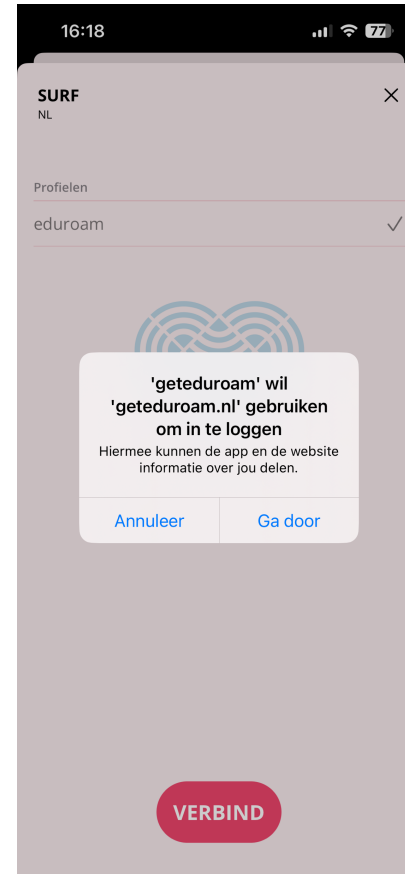 16:18
77
SURF
NL
Profielen
eduroam
'geteduroam' wil
'geteduroam.nl' gebruiken
om in te loggen
Hiermee kunnen de app en de website
informatie over jou delen.
Annuleer
Ga door
VERBIND